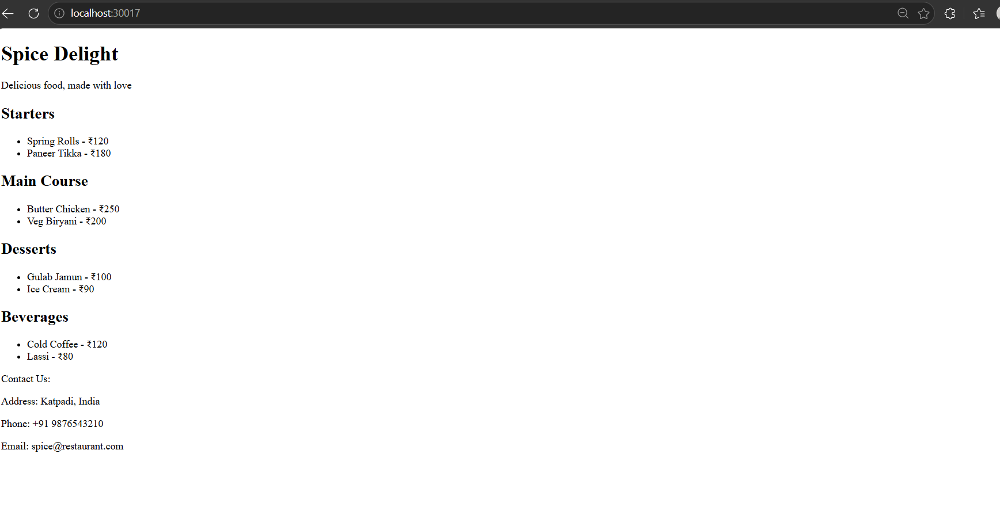 localhost:30017
Spice Delight
Delicious food, made with love
Starters
• Spring Rolls - ₹120
• Paneer Tikka - ₹180
Main Course
• Butter Chicken - ₹250
• Veg Biryani - ₹200
Desserts
• Gulab Jamun - ₹100
• Ice Cream - ₹90
Beverages
• Cold Coffee - ₹120
• Lassi - ₹80
Contact Us:
Address: Katpadi, India
Phone: +91 9876543210
Email: spice@restaurant.com